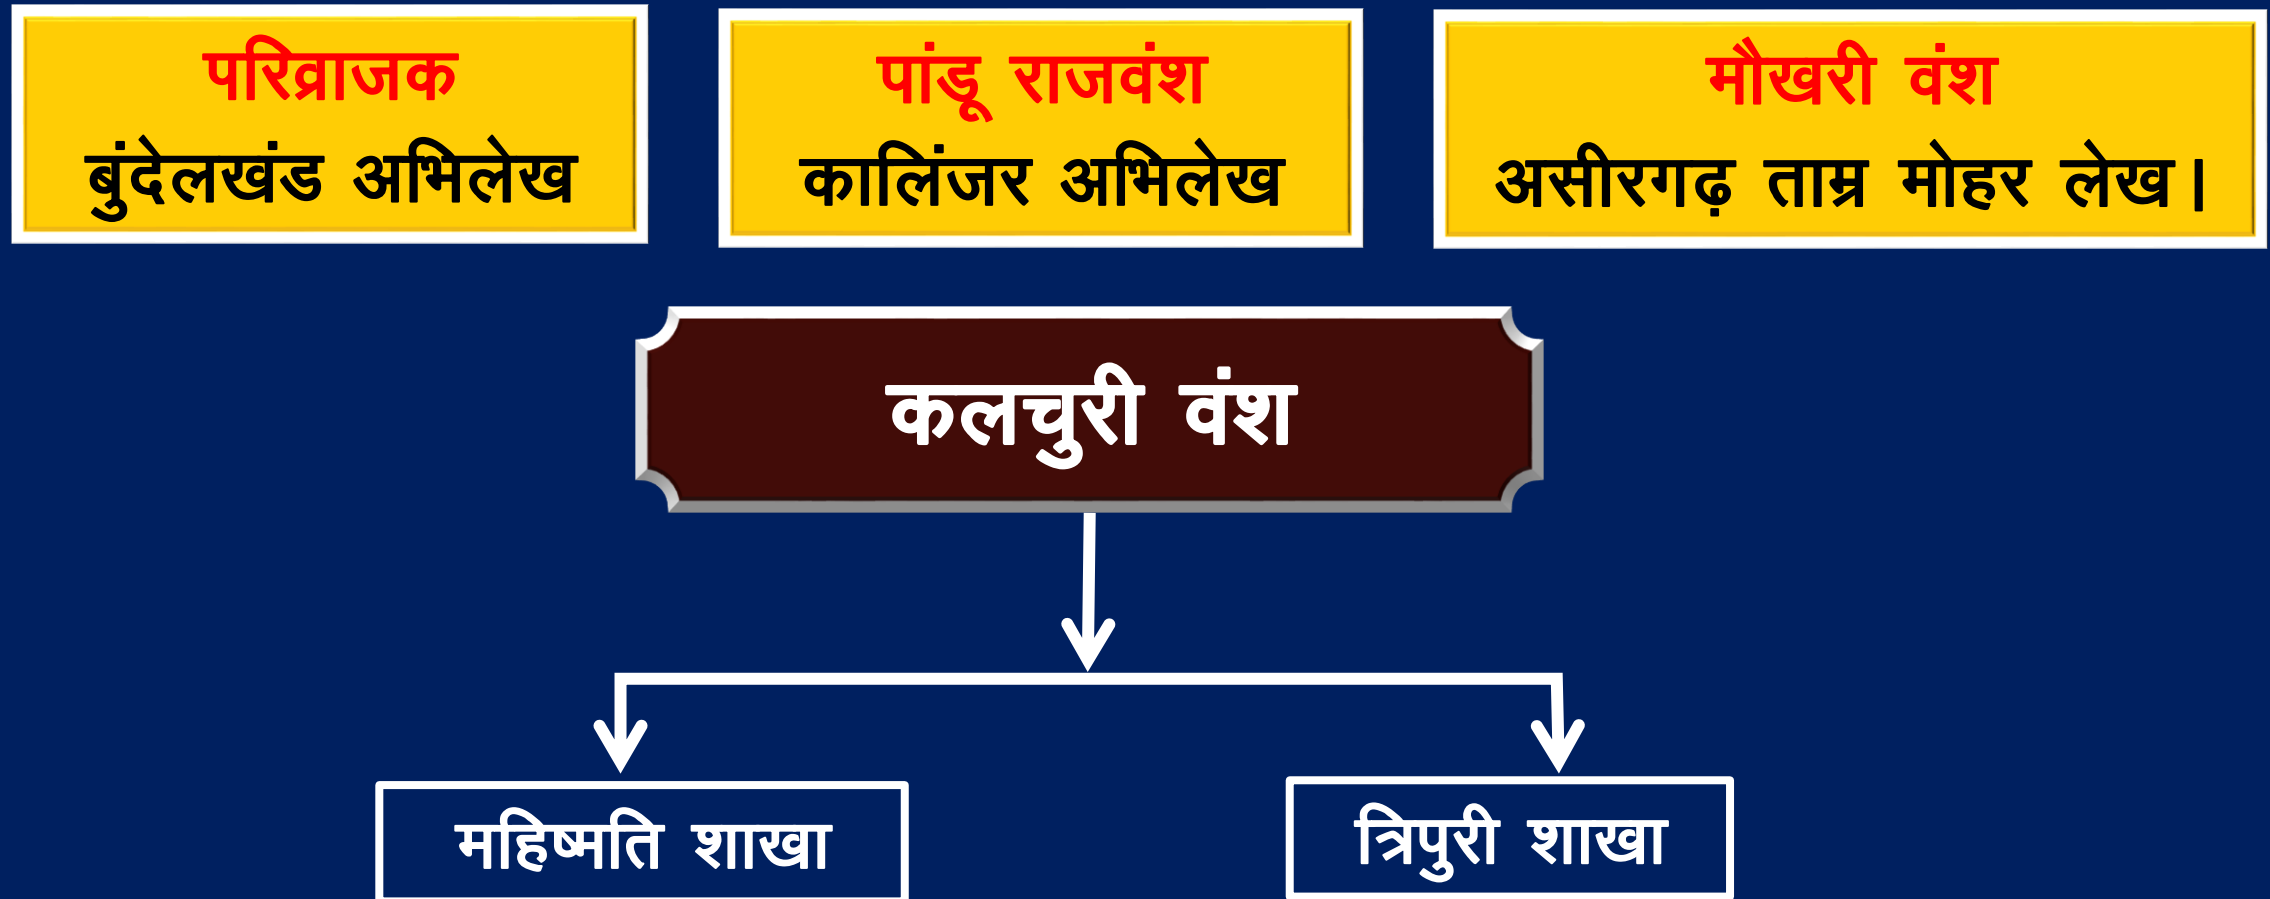 परिव्राजक
बुंदेलखंड अभिलेख
पांडू राजवंश
कालिंजर अभिलेख
मौखरी वंश
असीरगढ़ ताम्र मोहर लेख।
कलचुरी वंश
महिष्मति शाखा
त्रिपुरी शाखा